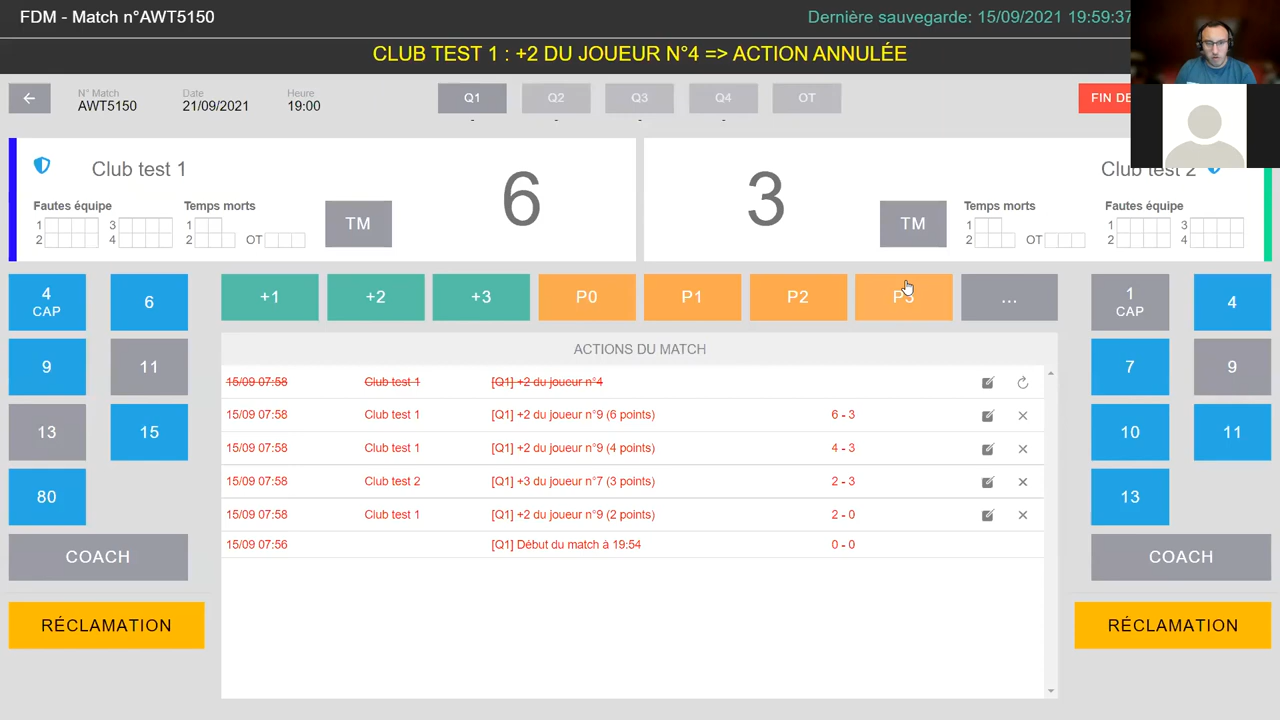 FDM - Match n°AWT5150
Dernière sauvegarde: 15/09/2021 19:59:37
CLUB TEST 1 : +2 DU JOUEUR N°4 => ACTION ANNULÉE
N° Match
AWT5150
Date
21/09/2021
Heure
19:00
Q1
Q2
Q3
Q4
OT
FIN DE
-
-
-
-
Club test 1
6
3
Club test 2
Fautes équipe
1
2
3
4
Temps morts
1
2
OT
TM
TM
Temps morts
1
2
OT
Fautes équipe
1
2
3
4
4
CAP
6
9
11
13
15
80
COACH
RÉCLAMATION
+1
+2
+3
P0
P1
P2
P3
...
ACTIONS DU MATCH
15/09 07:58 Club test 1 [Q1] +2 du joueur n°4
15/09 07:58 Club test 1 [Q1] +2 du joueur n°9 (6 points) 6 - 3
15/09 07:58 Club test 1 [Q1] +2 du joueur n°9 (4 points) 4 - 3
15/09 07:58 Club test 2 [Q1] +3 du joueur n°7 (3 points) 2 - 3
15/09 07:58 Club test 1 [Q1] +2 du joueur n°9 (2 points) 2 - 0
15/09 07:56 [Q1] Début du match à 19:54 0 - 0
1
CAP
4
7
9
10
11
13
COACH
RÉCLAMATION